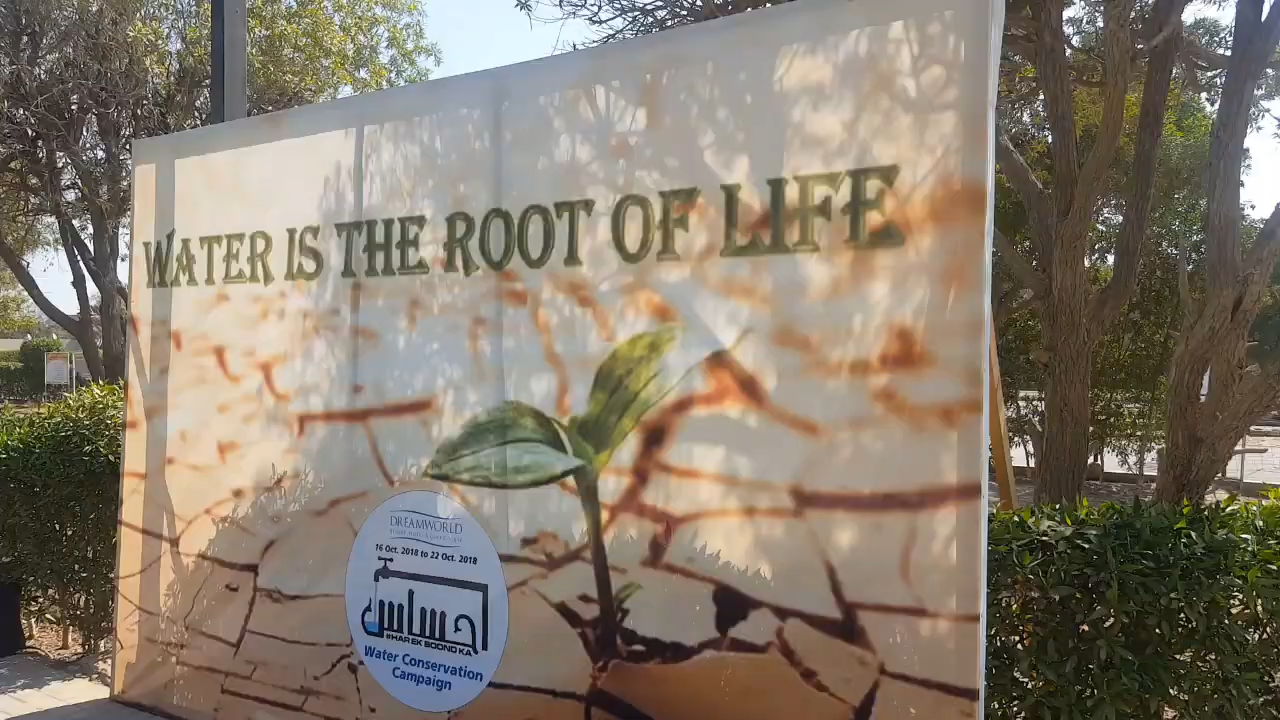 WATER IS THE ROOT OF LIFE
DREAMWORLD
16 Oct. 2018 to 22 Oct. 2018
احساس
#HAR EK BOOND KA
Water Conservation
Campaign